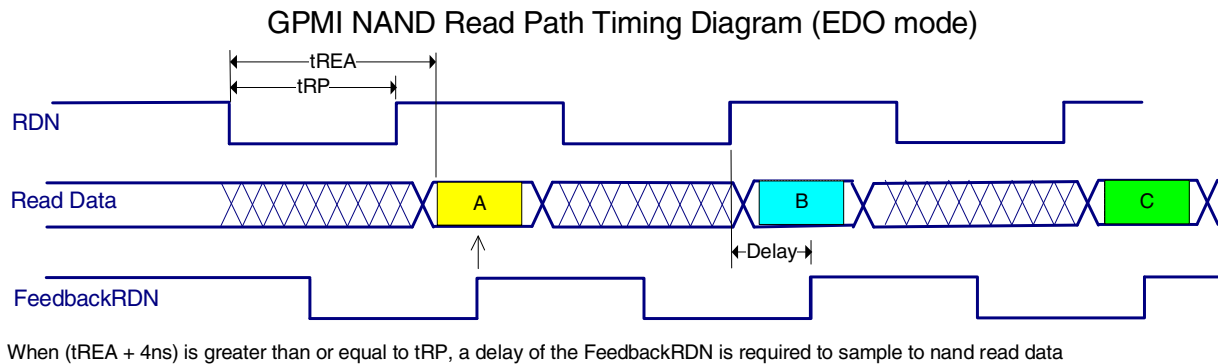 GPMI NAND Read Path Timing Diagram (EDO mode)
tREA
tRP
RDN
Read Data
A
B
C
Delay
FeedbackRDN
When (tREA + 4ns) is greater than or equal to tRP, a delay of the FeedbackRDN is required to sample to nand read data